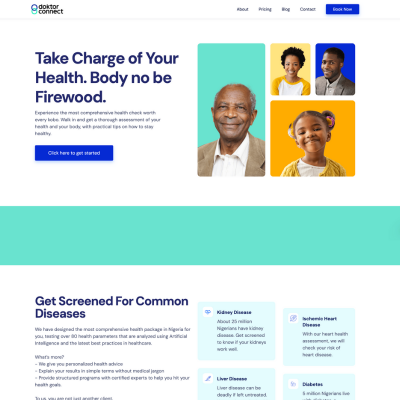 doktor
connect
About
Pricing
Blog
Contact
Book Now
Take Charge of Your
Health. Body no be
Firewood.
Experience the most comprehensive health check worth
every kobo. Walk in and get a thorough assessment of your
health and your body, with practical tips on how to stay
healthy.
Click here to get started
Get Screened For Common
Diseases
We have designed the most comprehensive health package in Nigeria for
you, testing over 80 health parameters that are analyzed using Artificial
Intelligence and the latest best practices in healthcare.
What's more?
- We give you personalized health advice
- Explain your results in simple terms without medical jargon
- Provide structured programs with certified experts to help you hit your
health goals.
To us, you are not just another client.
Kidney Disease
About 25 million
Nigerians have kidney
disease. Get screened
to know if your kidneys
work well.
Liver Disease
Liver disease can be
deadly if left untreated.
Ischemic Heart
Disease
With our heart health
assessment, we will
check your risk of
heart disease.
Diabetes
5 million Nigerians live